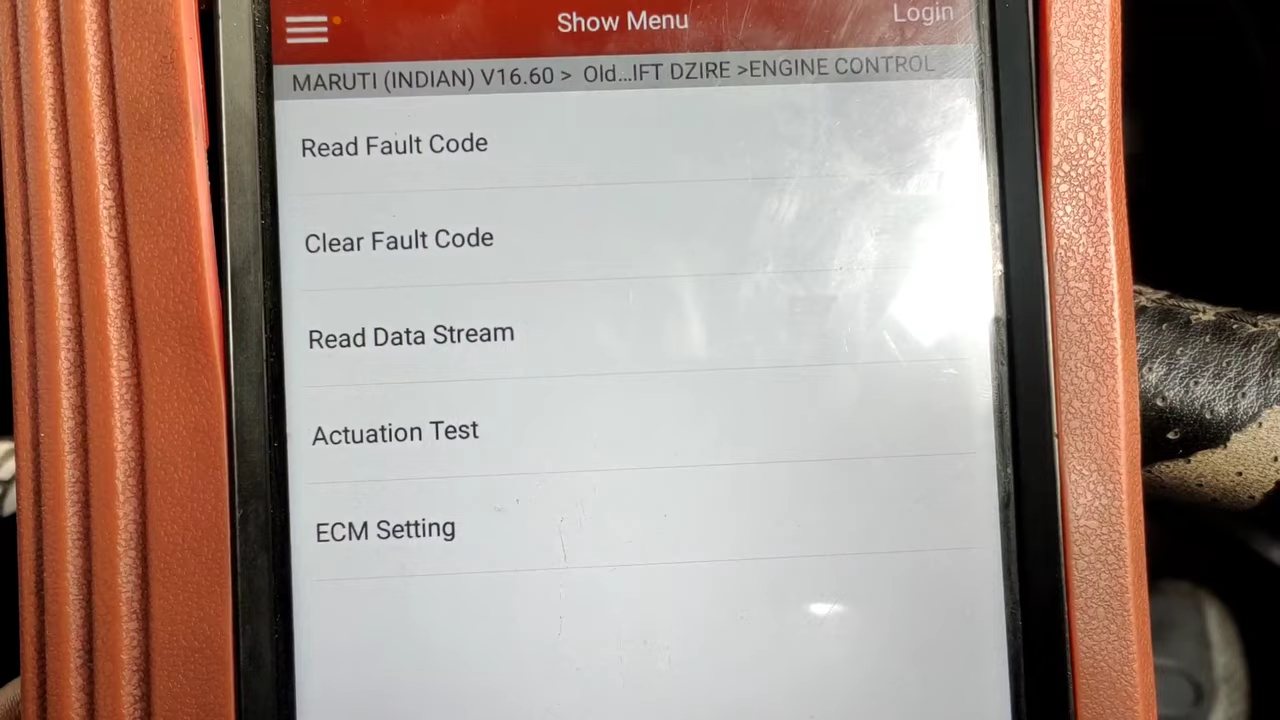 Show Menu
Login
MARUTI (INDIAN) V16.60 > Old...IFT DZIRE >ENGINE CONTROL
Read Fault Code
Clear Fault Code
Read Data Stream
Actuation Test
ECM Setting